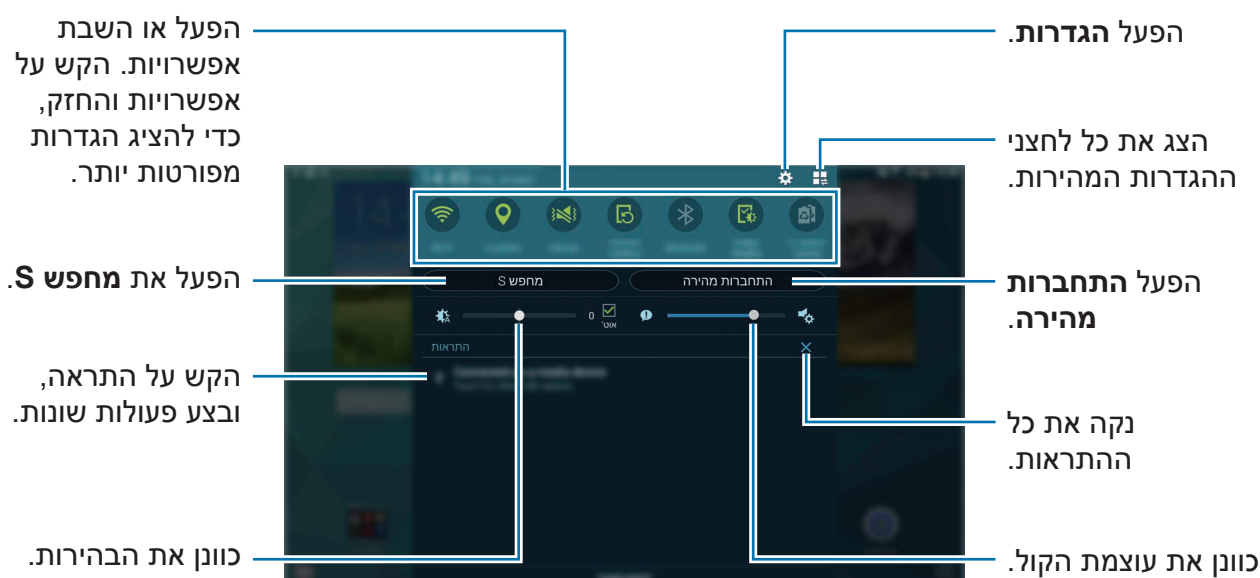 הפעל או השבת
אפשרויות. הקש על
אפשרויות והחזק,
כדי להציג הגדרות
מפורטות יותר.
הפעל הגדרות.
הצג את כל לחצני
ההגדרות המהירות.
הפעל את מחפש S.
הפעל התחברות
מהירה.
מחפש S
התחברות מהירה
0
אוט'
התראות
הקש על התראה,
ובצע פעולות שונות.
נקה את כל
ההתראות.
כוונן את הבהירות.
כוונן את עוצמת הקול.